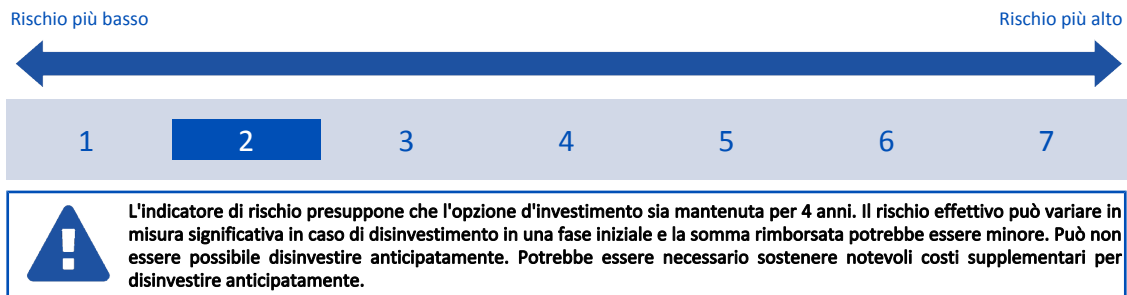 Rischio più basso Rischio più alto
1 2 3 4 5 6 7
L'indicatore di rischio presuppone che l'opzione d'investimento sia mantenuta per 4 anni. Il rischio effettivo può variare in
misura significativa in caso di disinvestimento in una fase iniziale e la somma rimborsata potrebbe essere minore. Può non
essere possibile disinvestire anticipatamente. Potrebbe essere necessario sostenere notevoli costi supplementari per
disinvestire anticipatamente.